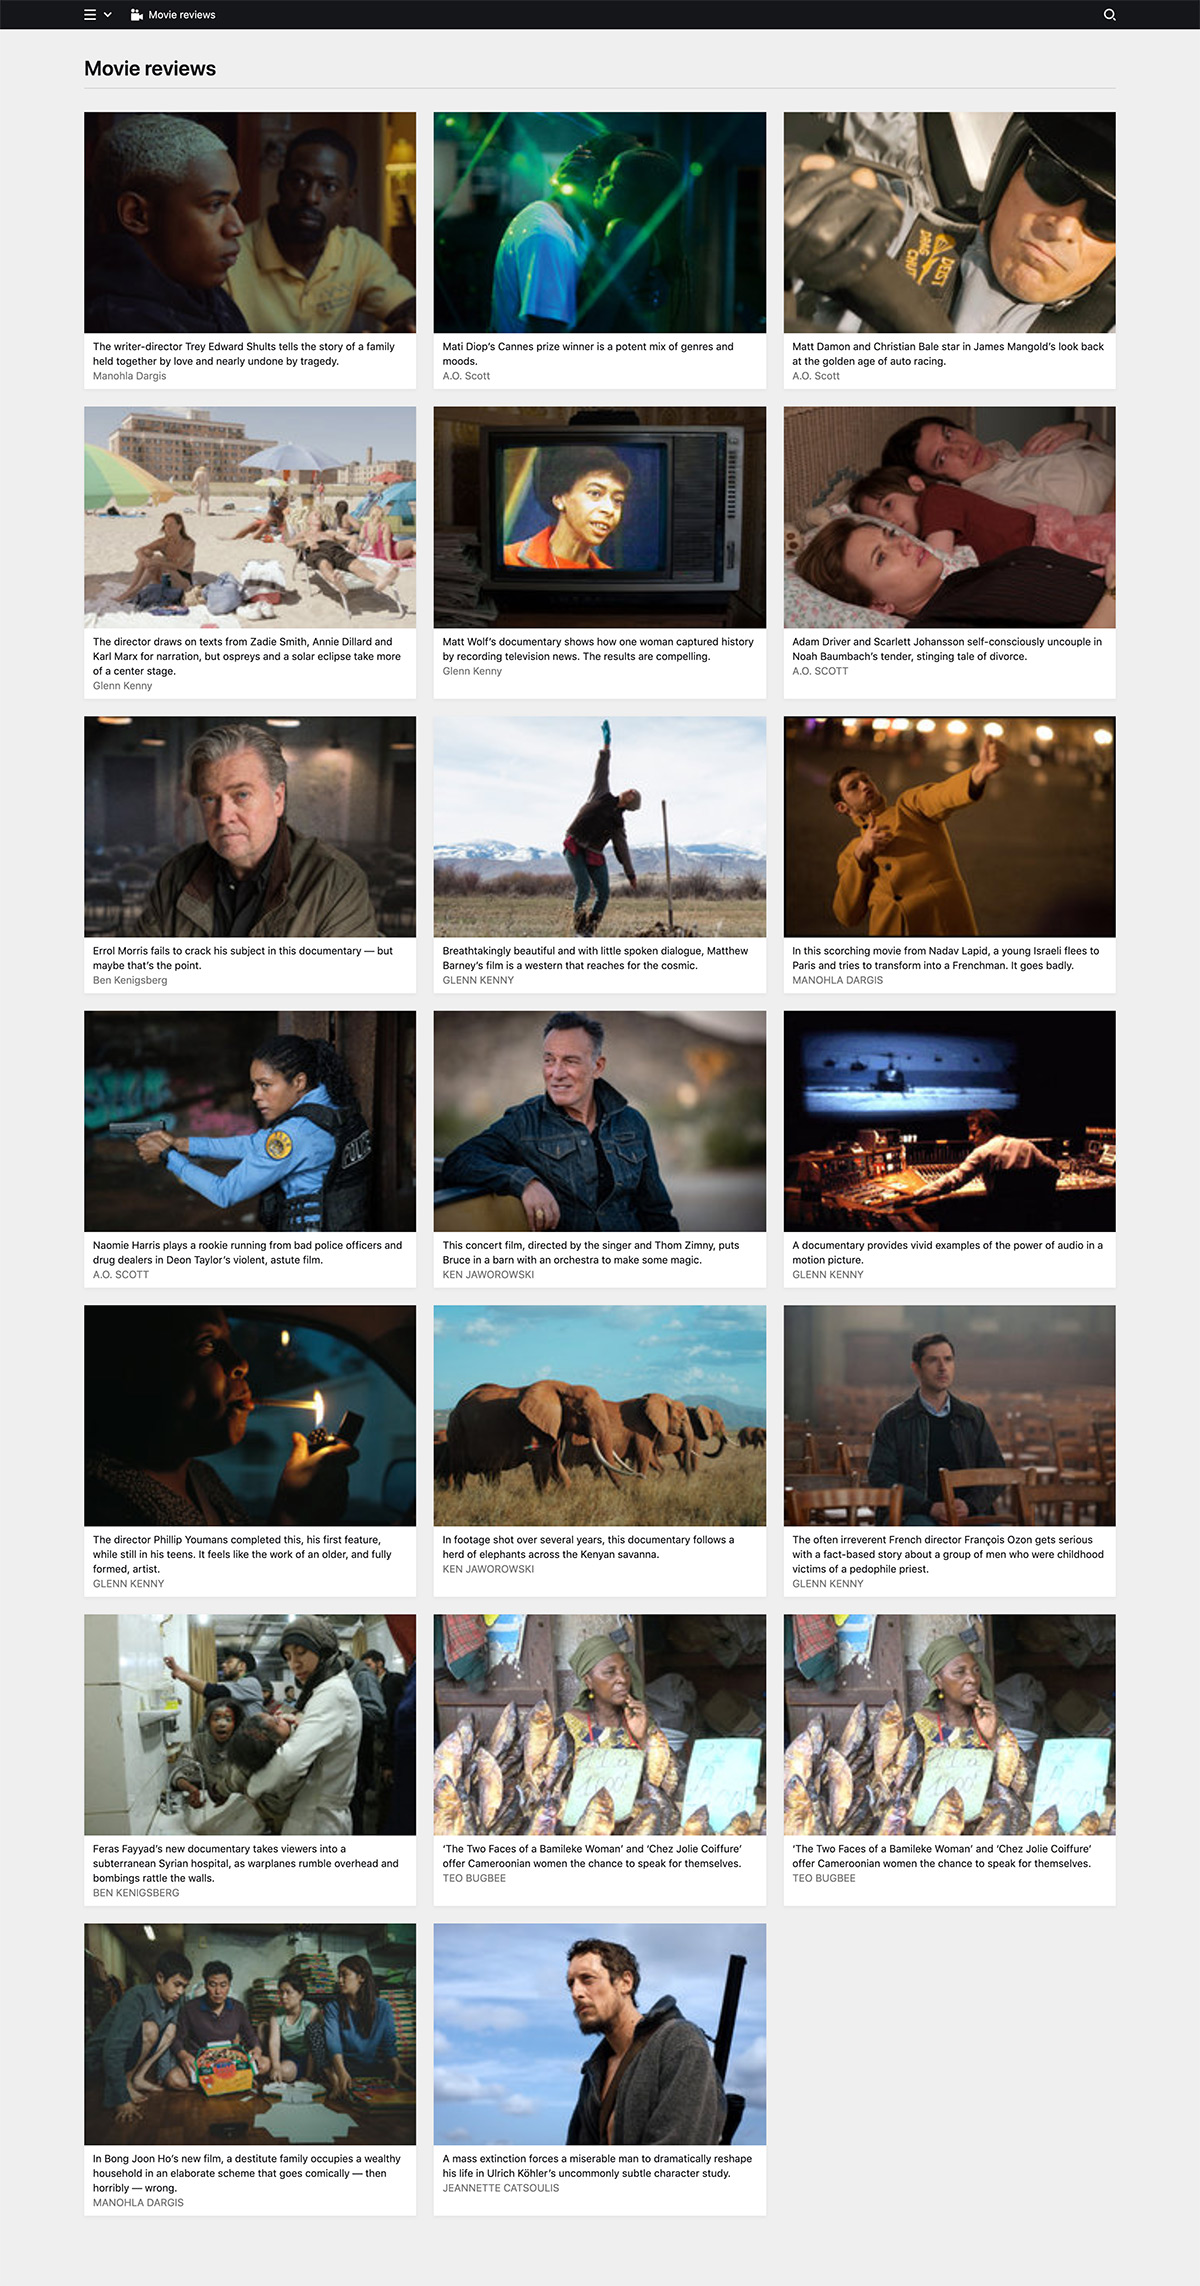 Movie reviews
Movie reviews
DEIST
DRAG
CHUT
The writer-director Trey Edward Shults tells the story of a family
held together by love and nearly undone by tragedy.
Manohla Dargis
Mati Diop’s Cannes prize winner is a potent mix of genres and
moods.
A.O. Scott
Matt Damon and Christian Bale star in James Mangold’s look back
at the golden age of auto racing.
A.O. Scott
The director draws on texts from Zadie Smith, Annie Dillard and
Karl Marx for narration, but ospreys and a solar eclipse take more
of a center stage.
Glenn Kenny
Matt Wolf’s documentary shows how one woman captured history
by recording television news. The results are compelling.
Glenn Kenny
Adam Driver and Scarlett Johansson self-consciously uncouple in
Noah Baumbach’s tender, stinging tale of divorce.
A.O. SCOTT
Errol Morris fails to crack his subject in this documentary — but
maybe that’s the point.
Ben Kenigsberg
Breathtakingly beautiful and with little spoken dialogue, Matthew
Barney’s film is a western that reaches for the cosmic.
GLENN KENNY
In this scorching movie from Nadav Lapid, a young Israeli flees to
Paris and tries to transform into a Frenchman. It goes badly.
MANOHLA DARGIS
Naomie Harris plays a rookie running from bad police officers and
drug dealers in Deon Taylor’s violent, astute film.
A.O. SCOTT
This concert film, directed by the singer and Thom Zimny, puts
Bruce in a barn with an orchestra to make some magic.
KEN JAWOROWSKI
A documentary provides vivid examples of the power of audio in a
motion picture.
GLENN KENNY
The director Phillip Youmans completed this, his first feature,
while still in his teens. It feels like the work of an older, and fully
formed, artist.
GLENN KENNY
In footage shot over several years, this documentary follows a
herd of elephants across the Kenyan savanna.
KEN JAWOROWSKI
The often irreverent French director François Ozon gets serious
with a fact-based story about a group of men who were childhood
victims of a pedophile priest.
GLENN KENNY
Feras Fayyad’s new documentary takes viewers into a
subterranean Syrian hospital, as warplanes rumble overhead and
bombings rattle the walls.
BEN KENIGSBERG
‘The Two Faces of a Bamileke Woman’ and ‘Chez Jolie Coiffure’
offer Cameroonian women the chance to speak for themselves.
TEO BUGBEE
‘The Two Faces of a Bamileke Woman’ and ‘Chez Jolie Coiffure’
offer Cameroonian women the chance to speak for themselves.
TEO BUGBEE
In Bong Joon Ho’s new film, a destitute family occupies a wealthy
household in an elaborate scheme that goes comically — then
horribly — wrong.
MANOHLA DARGIS
A mass extinction forces a miserable man to dramatically reshape
his life in Ulrich Köhler’s uncommonly subtle character study.
JEANNETTE CATSOULIS